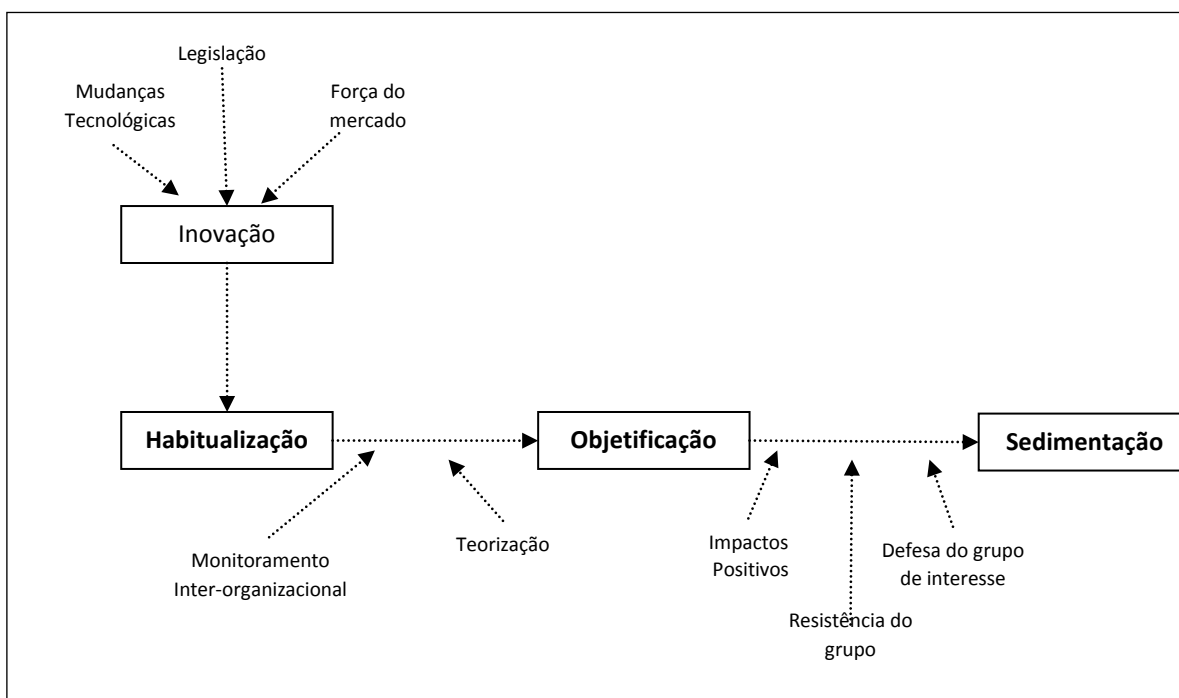 Legislação
Mudanças
Tecnológicas
Força do
mercado
Inovação
Habitualização
Objetificação
Sedimentação
Monitoramento
Inter-organizacional
Teorização
Impactos
Positivos
Resistência do
grupo
Defesa do grupo
de interesse